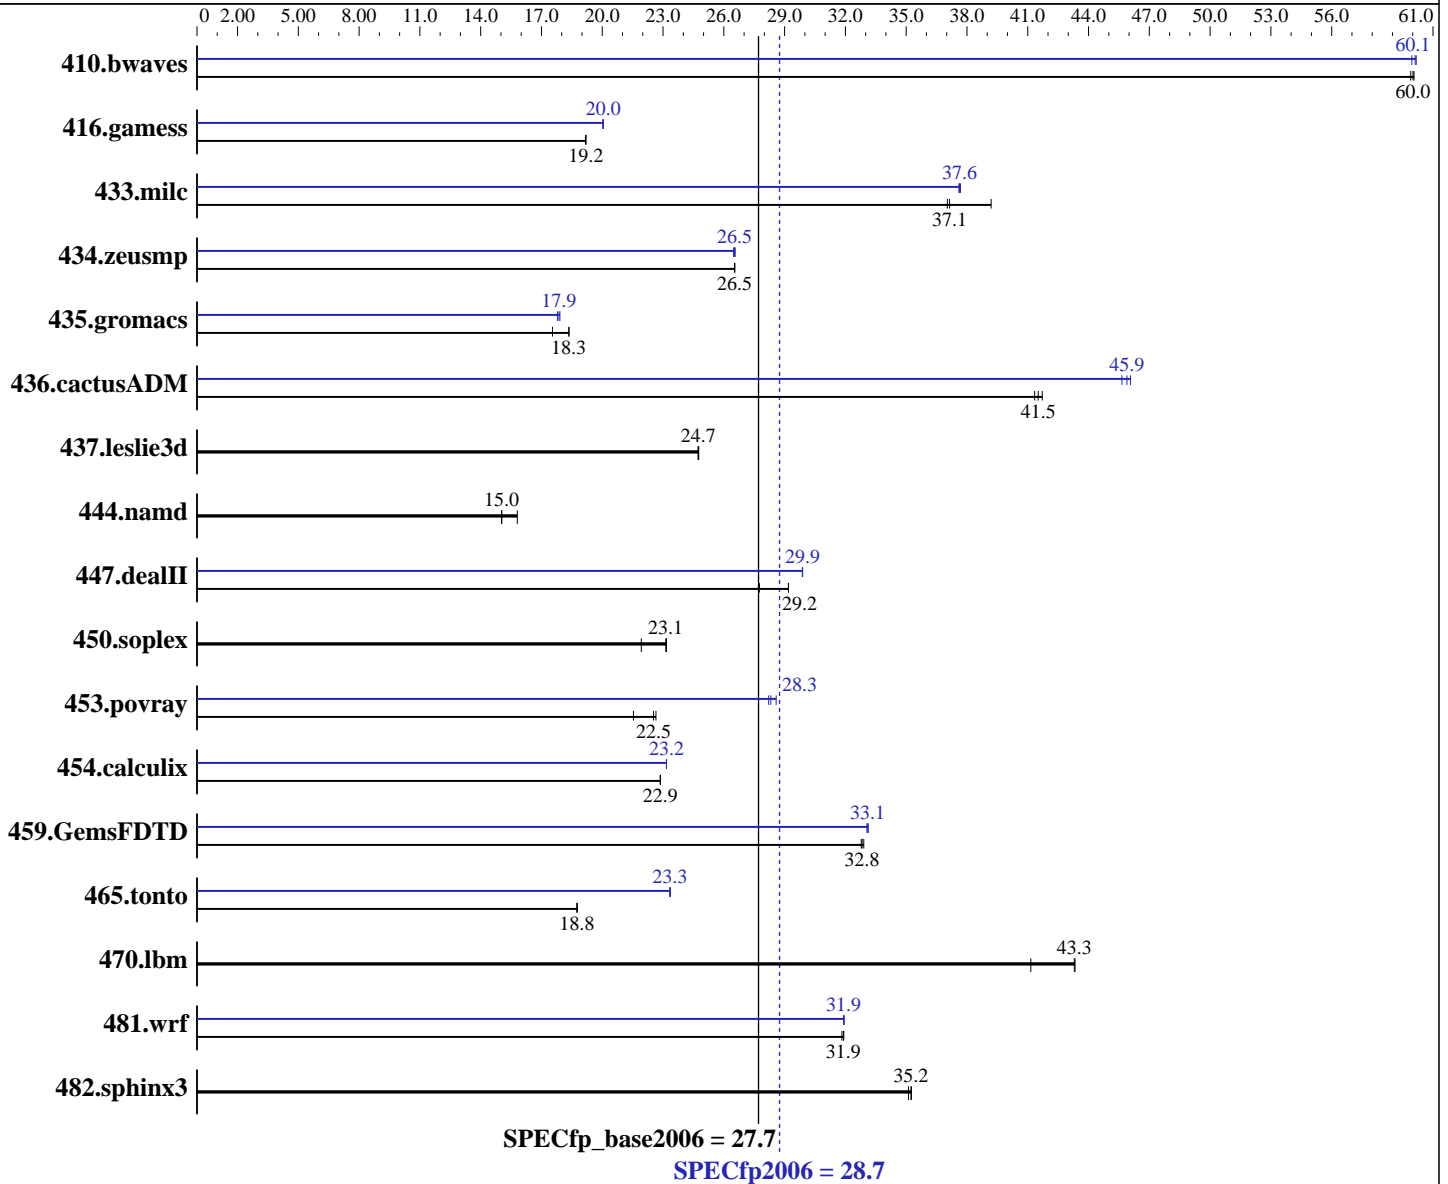 0 2.00 5.00 8.00 11.0 14.0 17.0 20.0 23.0 26.0 29.0 32.0 35.0 38.0 41.0 44.0 47.0 50.0 53.0 56.0 61.0
60.1
410.bwaves
60.0
20.0
416.gamess
19.2
37.6
433.milc
37.1
26.5
434.zeusmp
26.5
17.9
435.gromacs
18.3
45.9
436.cactusADM
41.5
24.7
437.leslie3d
15.0
444.namd
29.9
447.dealII
29.2
23.1
450.soplex
28.3
453.povray
22.5
23.2
454.calculix
22.9
33.1
459.GemsFDTD
32.8
23.3
465.tonto
18.8
43.3
470.lbm
31.9
481.wrf
31.9
35.2
482.sphinx3
SPECfp_base2006 = 27.7
SPECfp2006 = 28.7